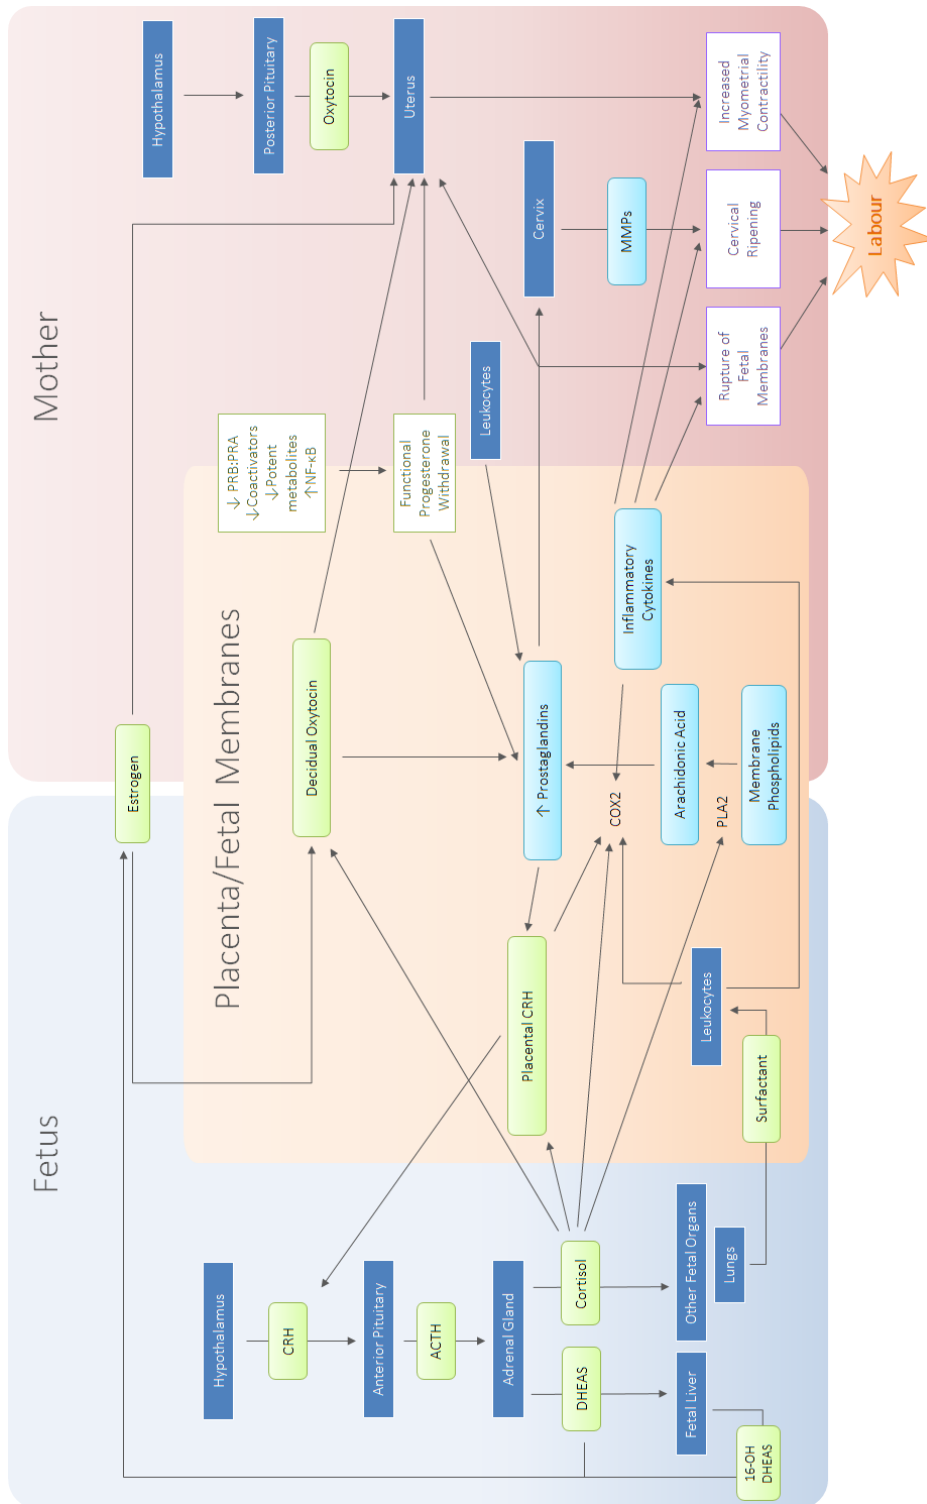 Fetus
Mother
Placenta/Fetal Membranes
Hypothalamus
CRH
Anterior Pituitary
ACTH
Adrenal Gland
DHEAS
Cortisol
Fetal Liver
Other Fetal Organs
Lungs
16-OH
DHEAS
Surfactant
Leukocytes
Placental CRH
Estrogen
Decidual Oxytocin
↑ Prostaglandins
COX2
Arachidonic Acid
PLA2
Membrane
Phospholipids
Inflammatory
Cytokines
↓ PRB:PRA
↓Coactivators
↓Potent
metabolites
↑NF-κB
Functional
Progesterone
Withdrawal
Leukocytes
Hypothalamus
Posterior Pituitary
Oxytocin
Uterus
Cervix
MMPs
Rupture of
Fetal
Membranes
Cervical
Ripening
Increased
Myometrial
Contractility
Labour